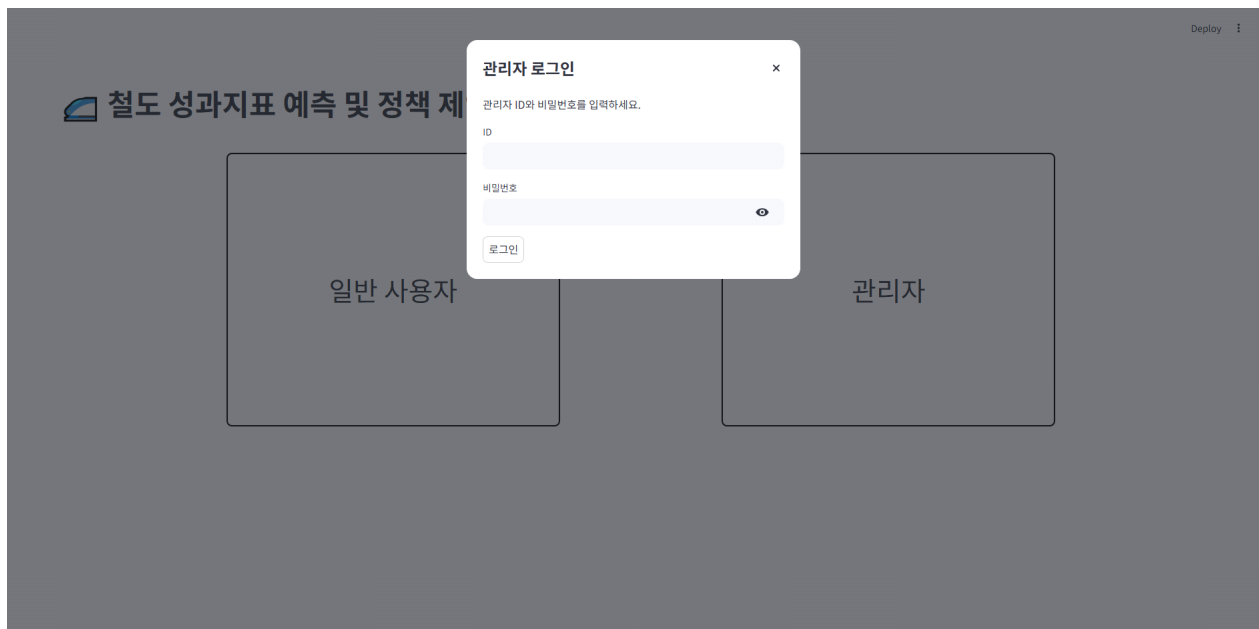 Deploy
관리자 로그인
철도 성과지표 예측 및 정책
관리자 ID와 비밀번호를 입력하세요.
ID
비밀번호
로그인
일반 사용자
관리자